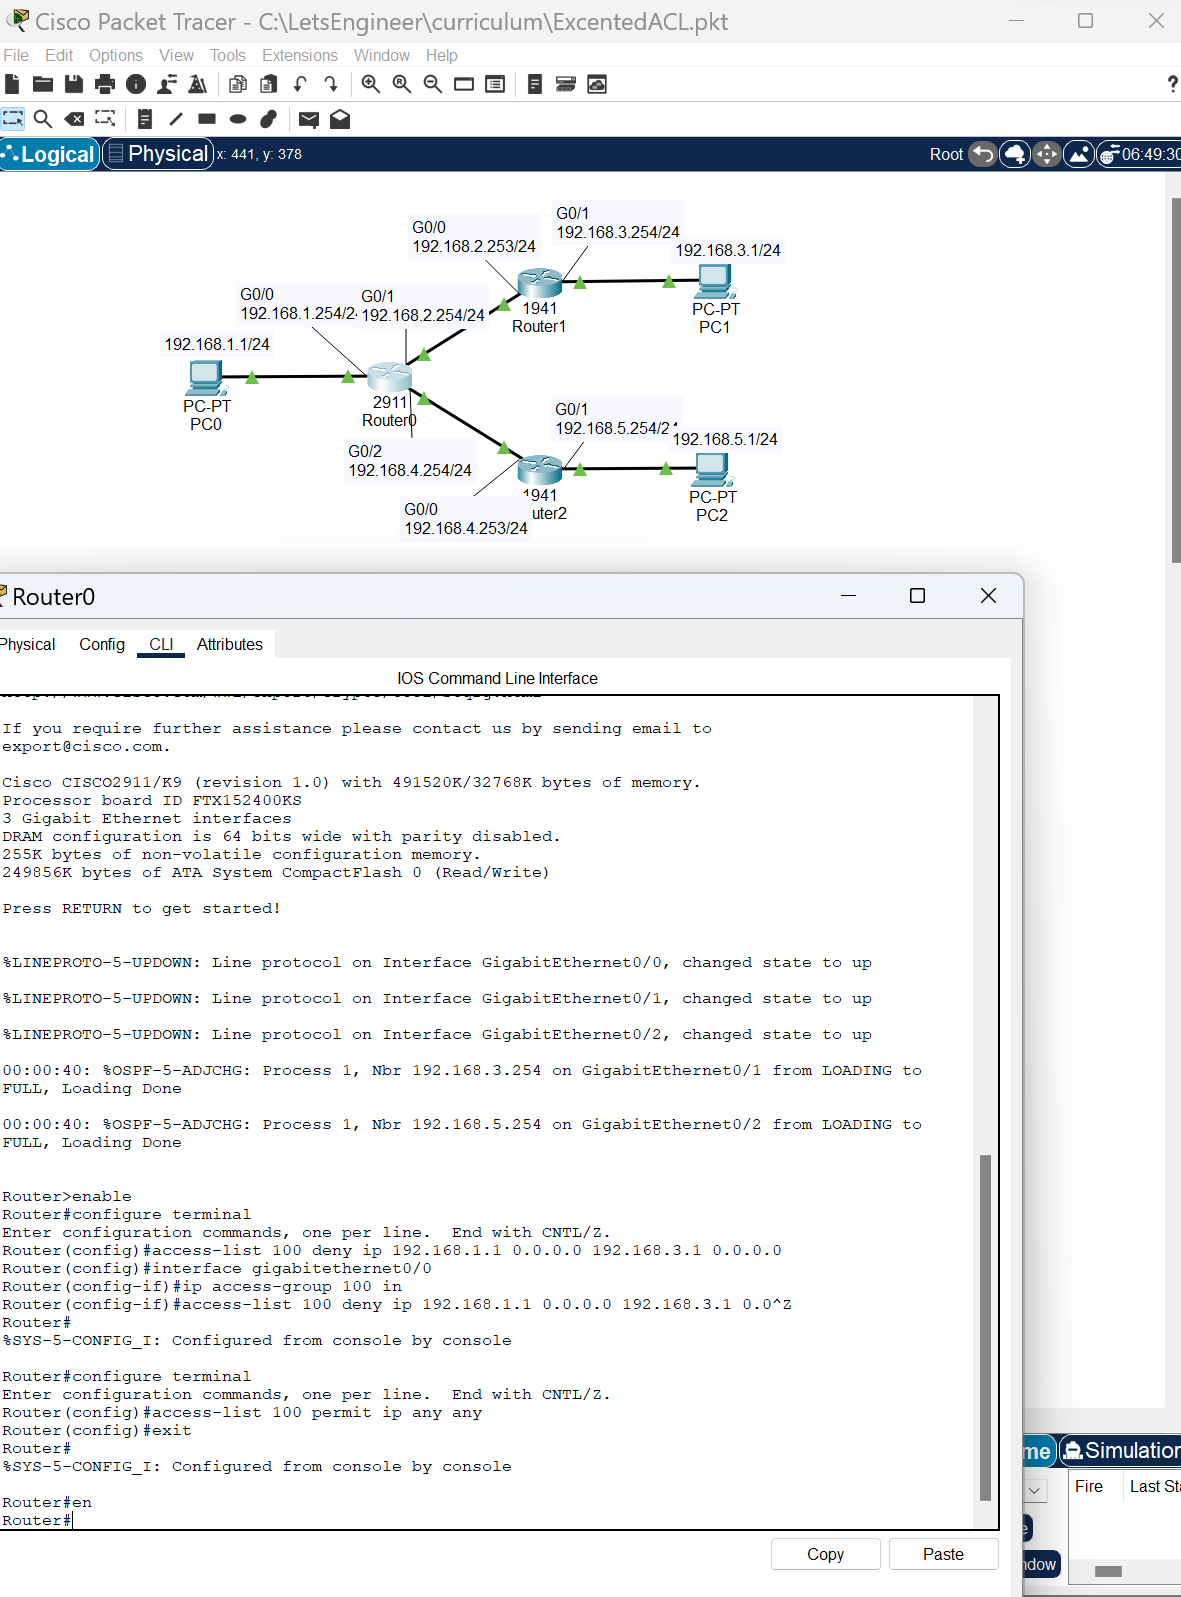 Cisco Packet Tracer - C:\LetsEngineer\curriculum\ExcentedACL.pkt
File Edit Options View Tools Extensions Window Help
?
Logical Physical x: 441, y: 378 Root 06:49:30
G0/1
192.168.3.254/24
G0/0
192.168.2.253/24
192.168.3.1/24
1941
Router1
PC-PT
PC1
G0/0
192.168.1.254/24
G0/1
192.168.2.254/24
192.168.1.1/24
PC-PT
PC0
2911
Router0
G0/1
192.168.5.254/24
192.168.5.1/24
G0/2
192.168.4.254/24
1941
uter2
PC-PT
PC2
G0/0
192.168.4.253/24
Router0
Physical Config CLI Attributes
IOS Command Line Interface
If you require further assistance please contact us by sending email to
export@cisco.com.
Cisco CISCO2911/K9 (revision 1.0) with 491520K/32768K bytes of memory.
Processor board ID FTX152400KS
3 Gigabit Ethernet interfaces
DRAM configuration is 64 bits wide with parity disabled.
255K bytes of non-volatile configuration memory.
249856K bytes of ATA System CompactFlash 0 (Read/Write)
Press RETURN to get started!
%LINEPROTO-5-UPDOWN: Line protocol on Interface GigabitEthernet0/0, changed state to up
%LINEPROTO-5-UPDOWN: Line protocol on Interface GigabitEthernet0/1, changed state to up
%LINEPROTO-5-UPDOWN: Line protocol on Interface GigabitEthernet0/2, changed state to up
00:00:40: %OSPF-5-ADJCHG: Process 1, Nbr 192.168.3.254 on GigabitEthernet0/1 from LOADING to
FULL, Loading Done
00:00:40: %OSPF-5-ADJCHG: Process 1, Nbr 192.168.5.254 on GigabitEthernet0/2 from LOADING to
FULL, Loading Done
Router>enable
Router#configure terminal
Enter configuration commands, one per line.  End with CNTL/Z.
Router(config)#access-list 100 deny ip 192.168.1.1 0.0.0.0 192.168.3.1 0.0.0.0
Router(config)#interface gigabitethernet0/0
Router(config-if)#ip access-group 100 in
Router(config-if)#access-list 100 deny ip 192.168.1.1 0.0.0.0 192.168.3.1 0.0^Z
Router#
%SYS-5-CONFIG_I: Configured from console by console
Router#configure terminal
Enter configuration commands, one per line.  End with CNTL/Z.
Router(config)#access-list 100 permit ip any any
Router(config)#exit
Router#
%SYS-5-CONFIG_I: Configured from console by console
Router#en
Router#
Copy Paste
me Simulation
Fire Last Sta
e
ndow